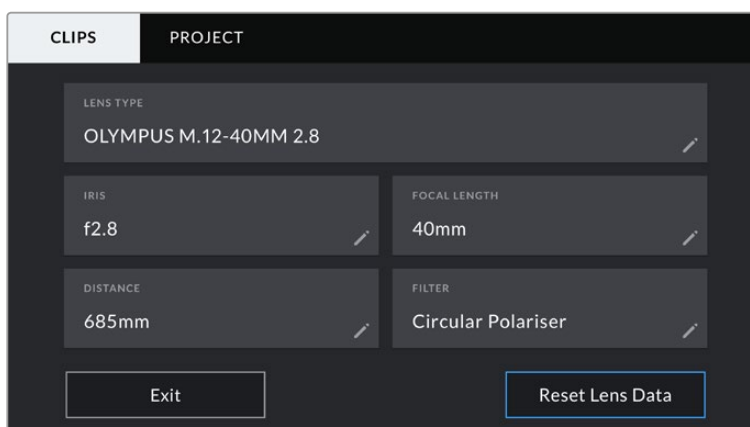 CLIPS PROJECT
LENS TYPE
OLYMPUS M.12-40MM 2.8
IRIS FOCAL LENGTH
f2.8 40mm
DISTANCE FILTER
685mm Circular Polariser
Exit Reset Lens Data